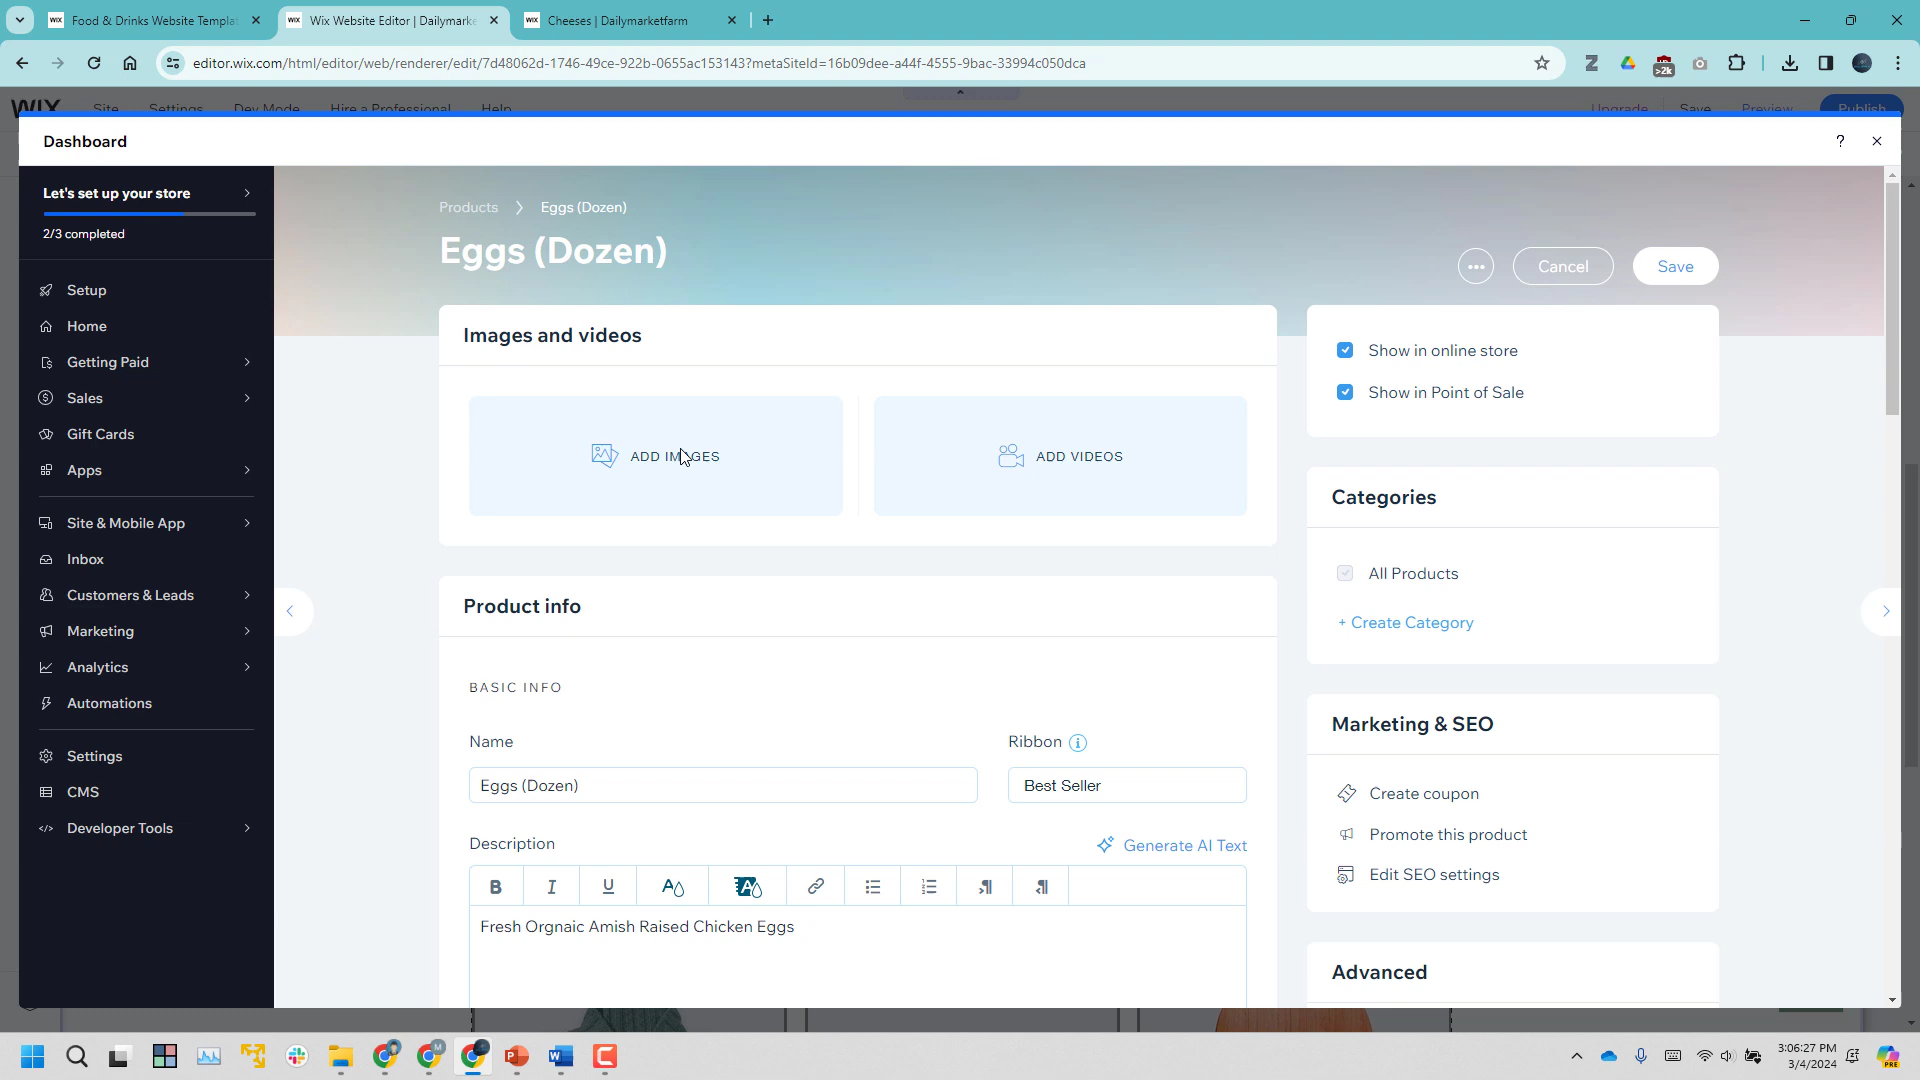 WIX Food & Drinks Website Templa
WIX Wix Website Editor | Dailymarke
WIX Cheeses | Dailymarketfarm
editor.wix.com/html/editor/web/renderer/edit/7d48062d-1746-49ce-922b-0655ac153143?metaSiteId=16b09dee-a44f-4555-9bac-33994c050dca
>2k
WIX Site Settings Dev Mode Hire a Professional Help Upgrade Save Preview Publish
Dashboard
?
Let's set up your store
2/3 completed
Setup
Home
Getting Paid
Sales
Gift Cards
Apps
Site & Mobile App
Inbox
Customers & Leads
Marketing
Analytics
Automations
Settings
CMS
Developer Tools
Products > Eggs (Dozen)
Eggs (Dozen)
Cancel
Save
Images and videos
ADD IMAGES
ADD VIDEOS
Product info
BASIC INFO
Name
Ribbon
Eggs (Dozen)
Best Seller
Description
Generate AI Text
B I U A A
Fresh Orgnaic Amish Raised Chicken Eggs
Show in online store
Show in Point of Sale
Categories
All Products
+ Create Category
Marketing & SEO
Create coupon
Promote this product
Edit SEO settings
Advanced
3:06:27 PM
3/4/2024
PRE